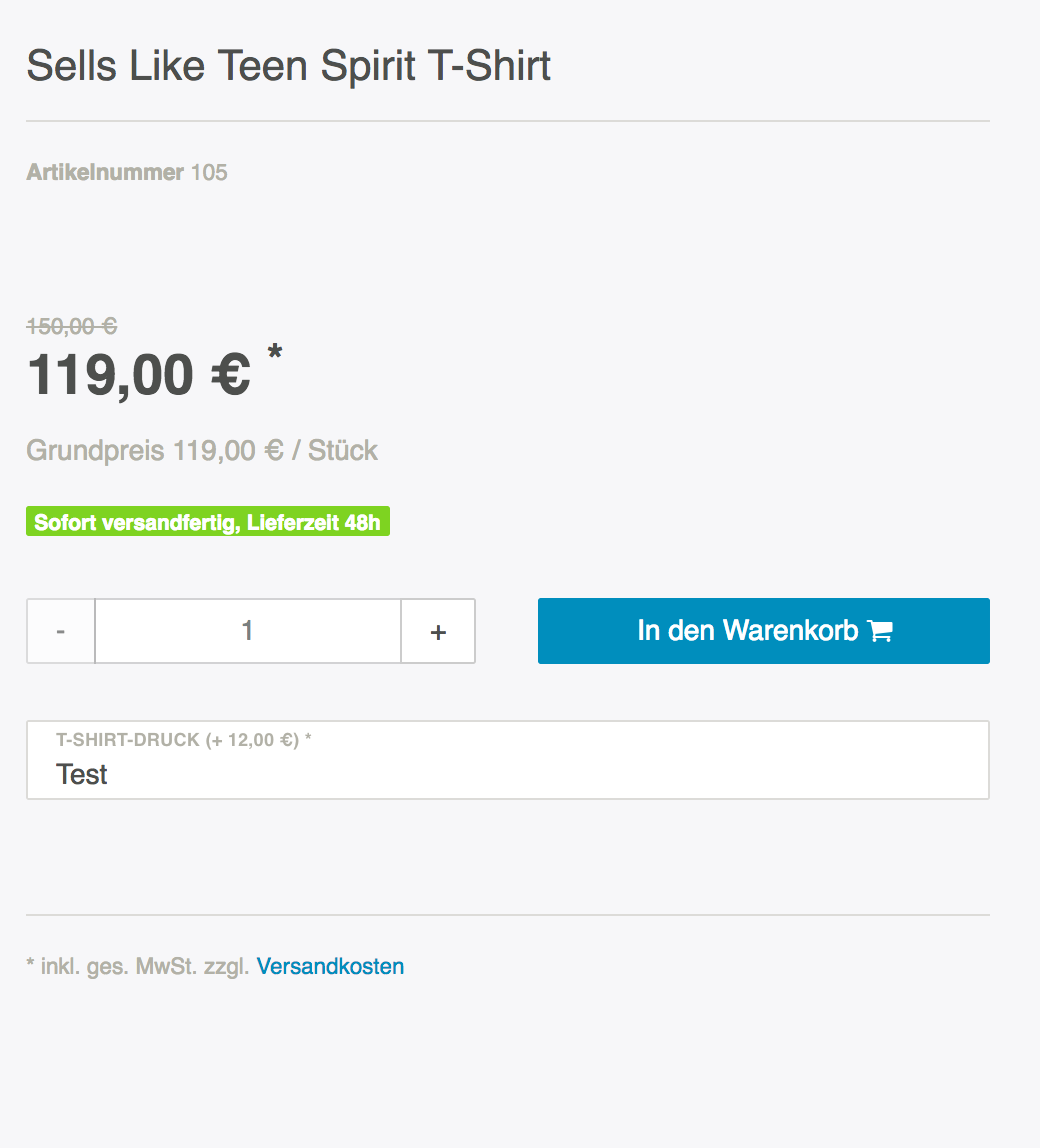 Sells Like Teen Spirit T-Shirt
Artikelnummer 105
150,00 €
119,00 € *
Grundpreis 119,00 € / Stück
Sofort versandfertig, Lieferzeit 48h
- 1 + In den Warenkorb
T-SHIRT-DRUCK (+ 12,00 €) *
Test
* inkl. ges. MwSt. zzgl. Versandkosten